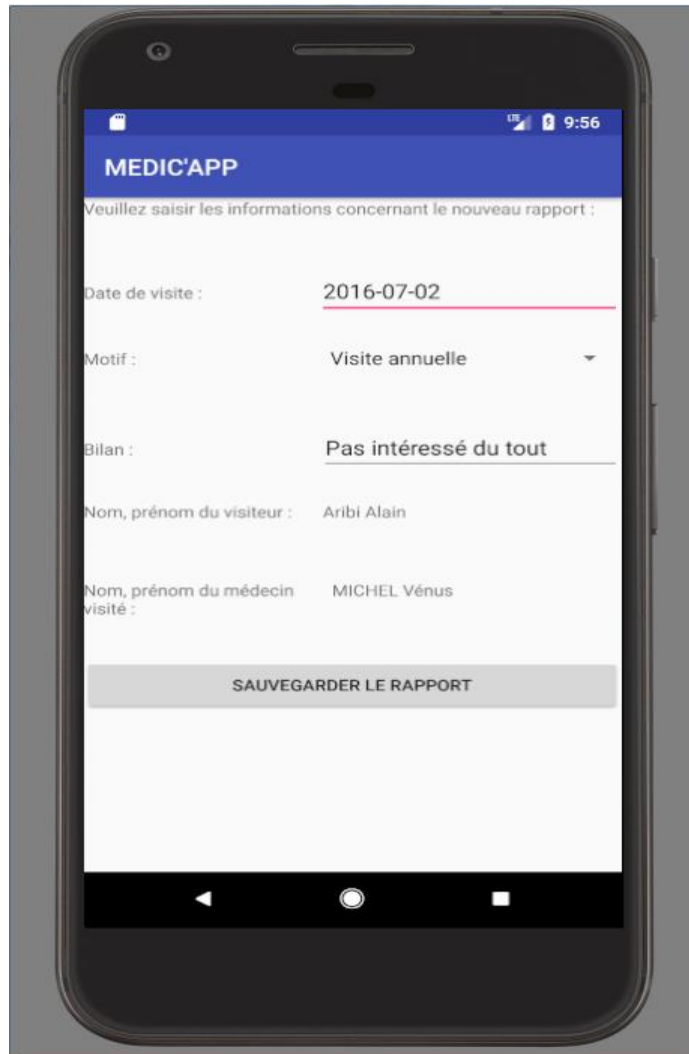 LTE 9:56
MEDIC'APP
Veuillez saisir les informations concernant le nouveau rapport :
Date de visite : 2016-07-02
Motif : Visite annuelle
Bilan : Pas intéressé du tout
Nom, prénom du visiteur : Aribi Alain
Nom, prénom du médecin MICHEL Vénus
visité :
SAUVEGARDER LE RAPPORT